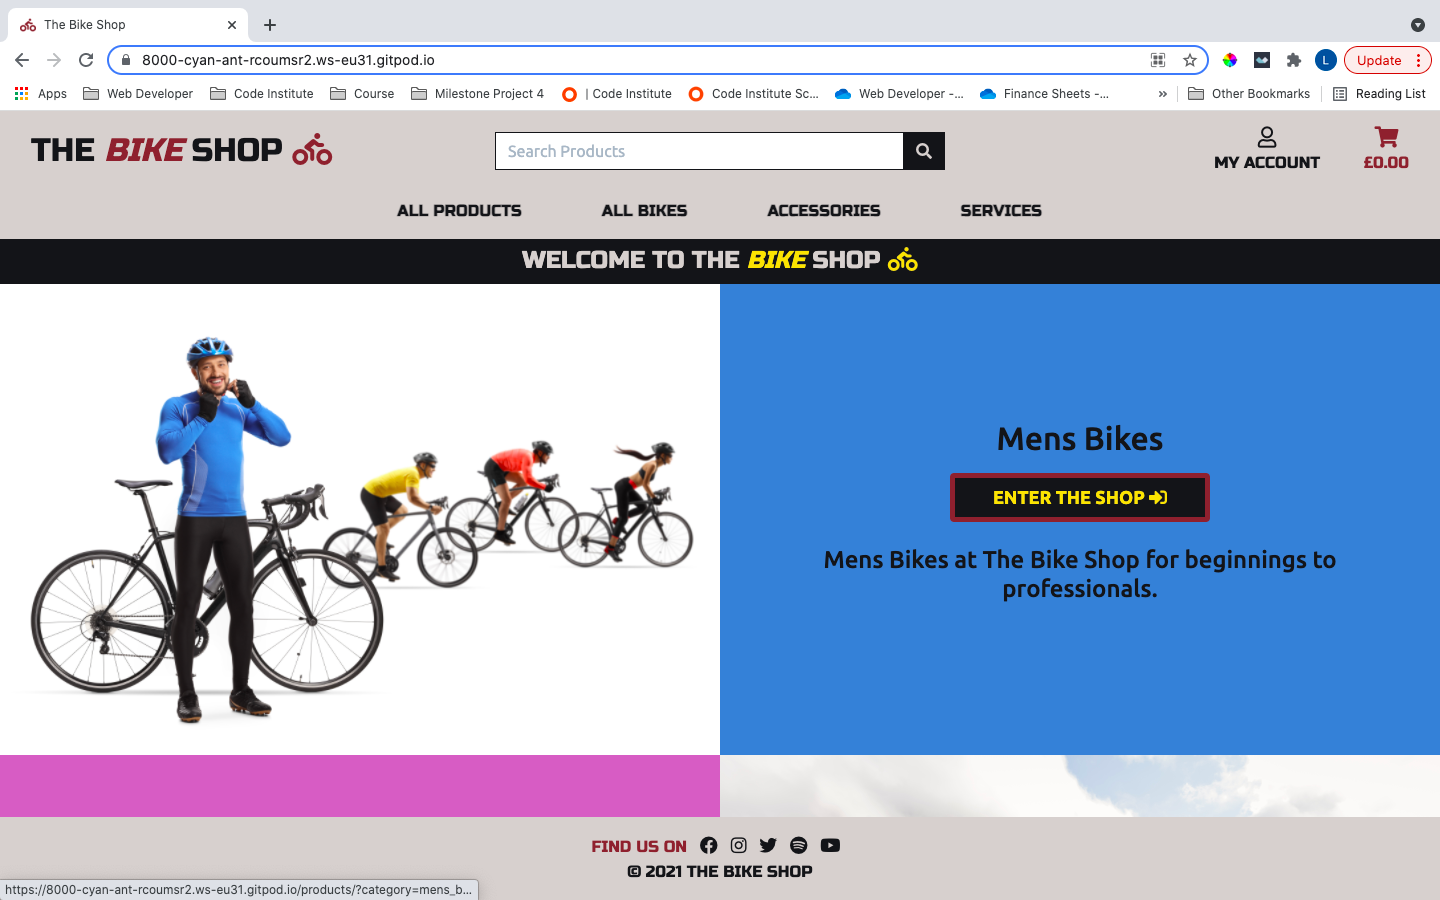 The Bike Shop
8000-cyan-ant-rcoumsr2.ws-eu31.gitpod.io
L
Update
Apps
Web Developer
Code Institute
Course
Milestone Project 4
| Code Institute
Code Institute Sc...
Web Developer -...
Finance Sheets -...
»
Other Bookmarks
Reading List
THE BIKE SHOP
Search Products
MY ACCOUNT
£0.00
ALL PRODUCTS
ALL BIKES
ACCESSORIES
SERVICES
WELCOME TO THE BIKE SHOP
Mens Bikes
ENTER THE SHOP
Mens Bikes at The Bike Shop for beginnings to
professionals.
FIND US ON
© 2021 THE BIKE SHOP
https://8000-cyan-ant-rcoumsr2.ws-eu31.gitpod.io/products/?category=mens_b...